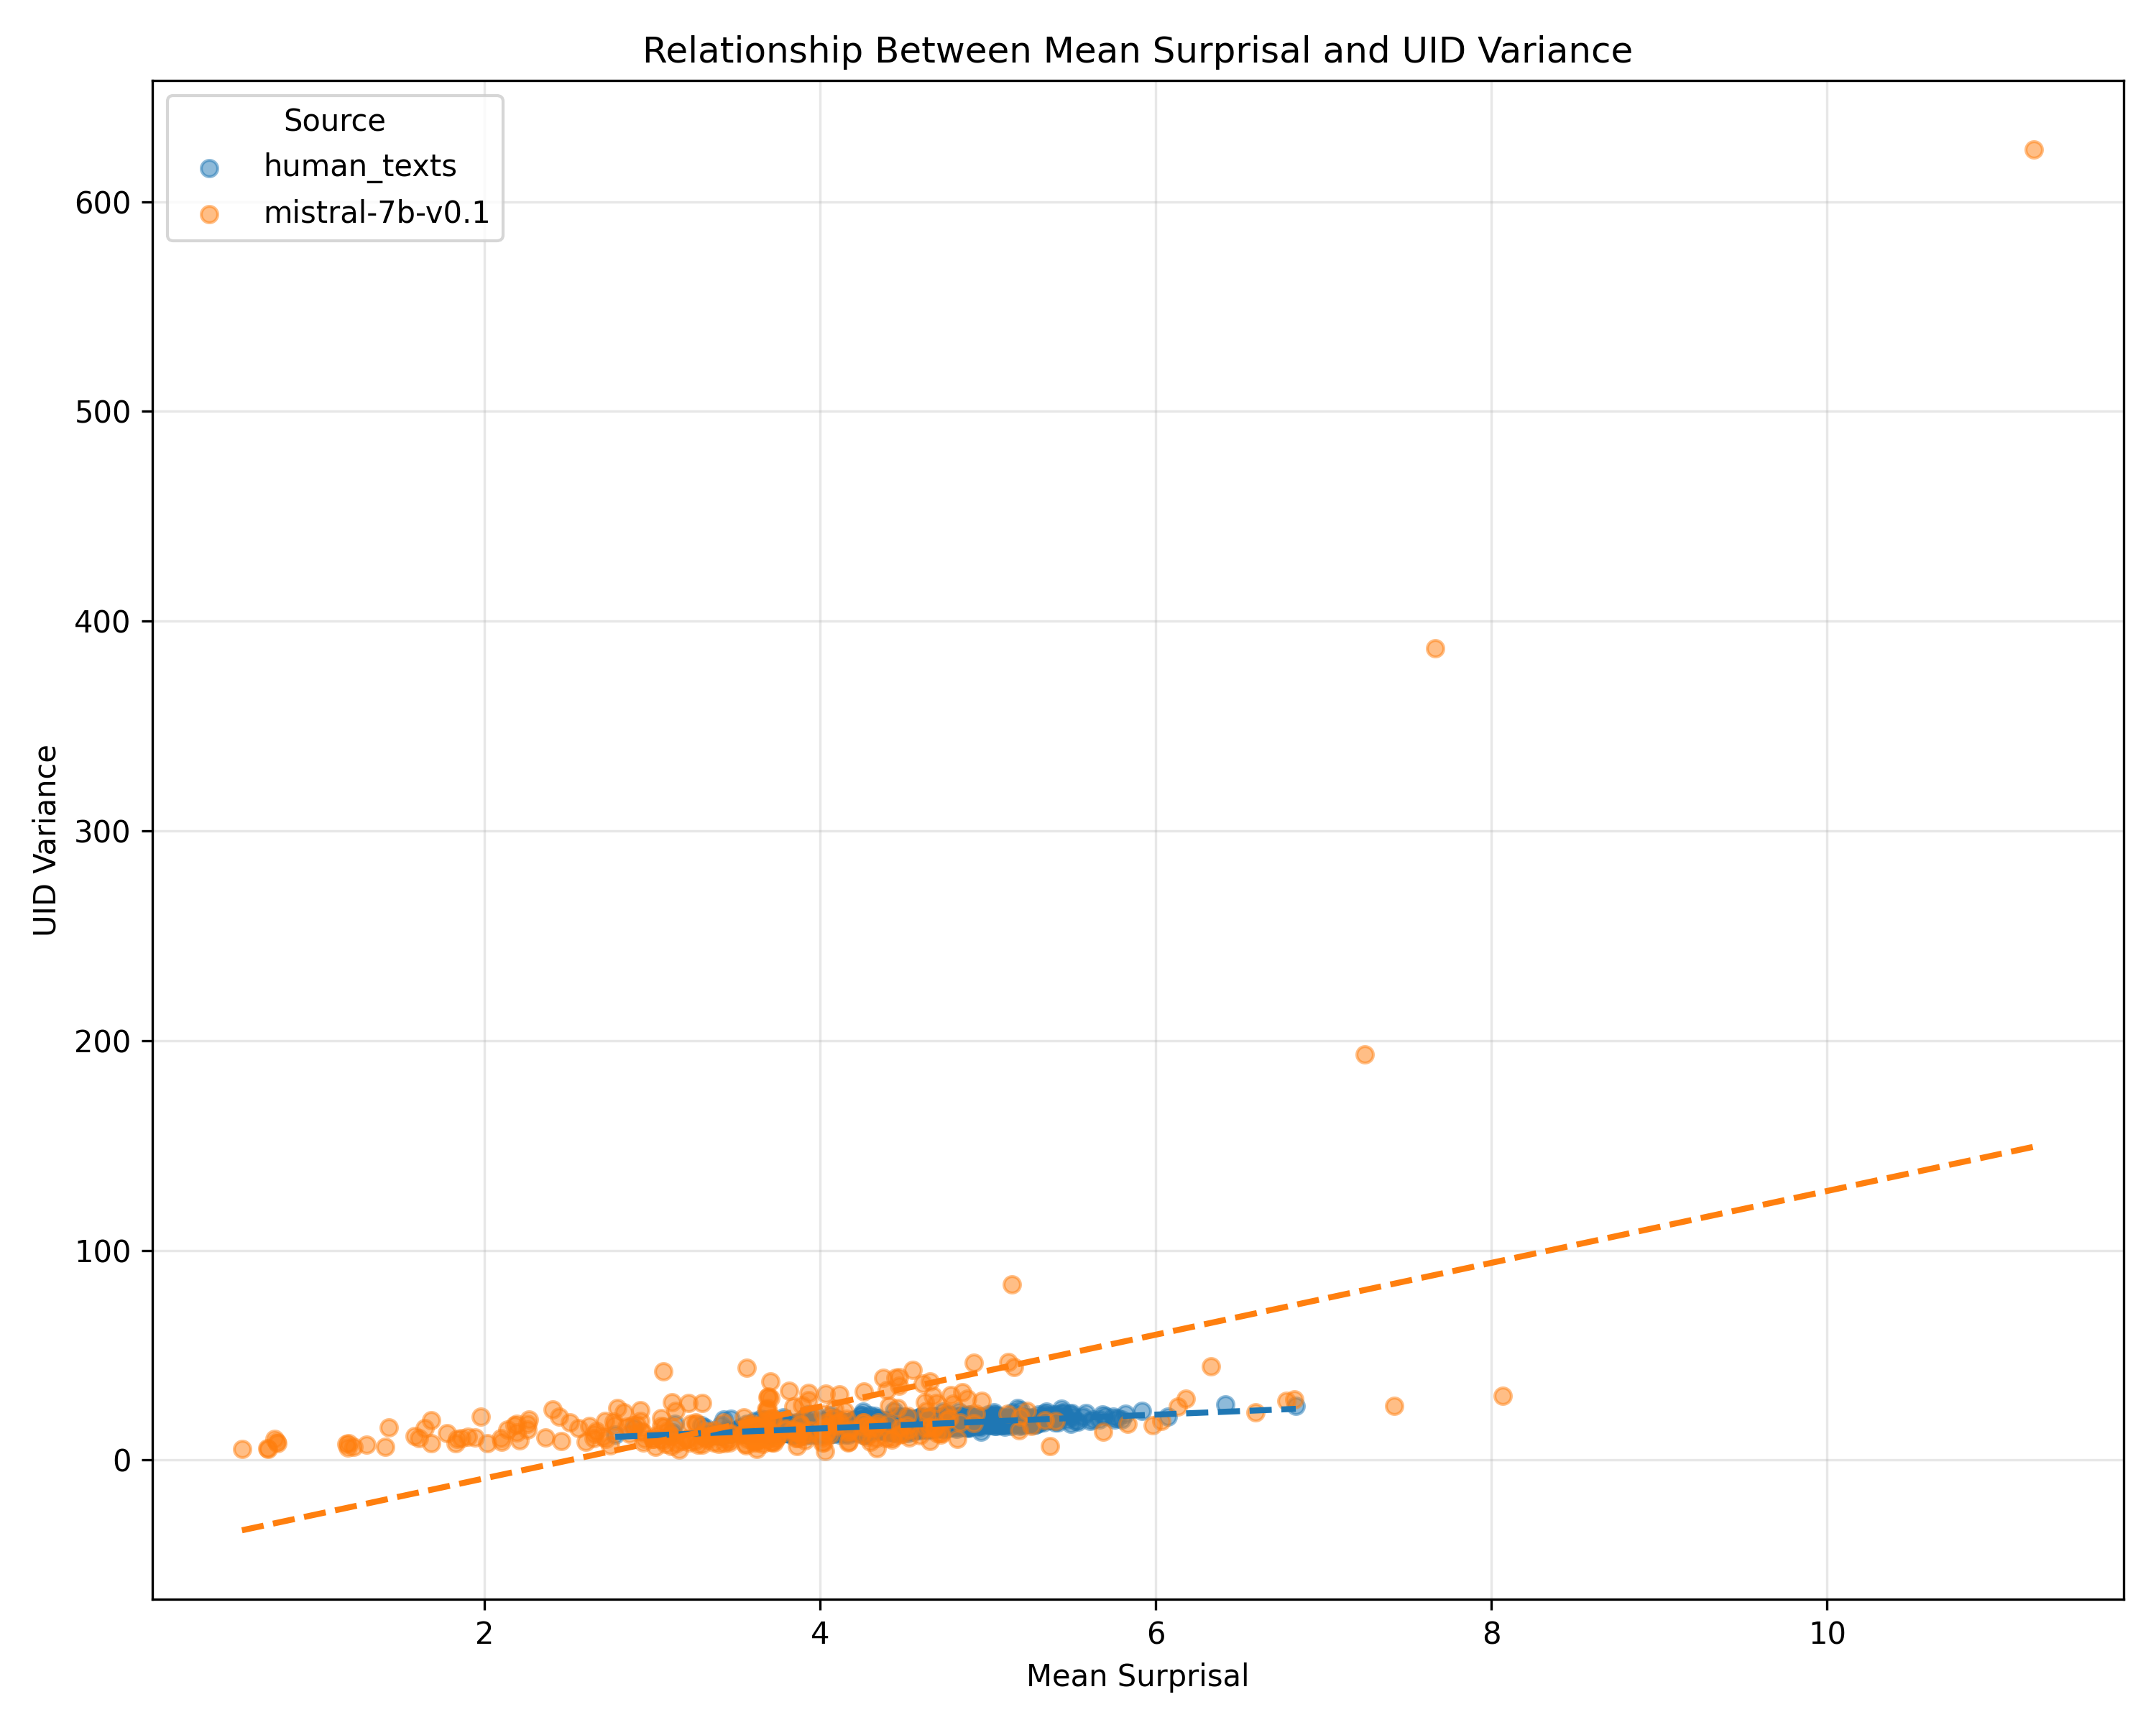 Relationship Between Mean Surprisal and UID Variance
Source
human_texts
mistral-7b-v0.1
600
500
400
300
200
100
0
UID Variance
2 4 6 8 10
Mean Surprisal